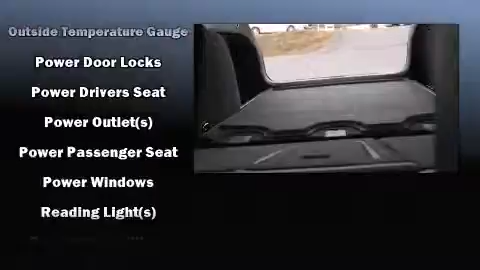 Outside Temperature Gauge
Power Door Locks
Power Drivers Seat
Power Outlet(s)
Power Passenger Seat
Power Windows
Reading Light(s)